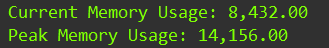 Current Memory Usage: 8,432.00
Peak Memory Usage: 14,156.00